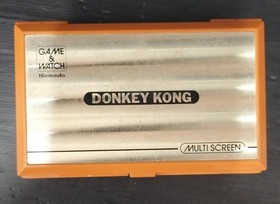 GAME
&
WATCH
Nintendo
DONKEY KONG
MULTI SCREEN